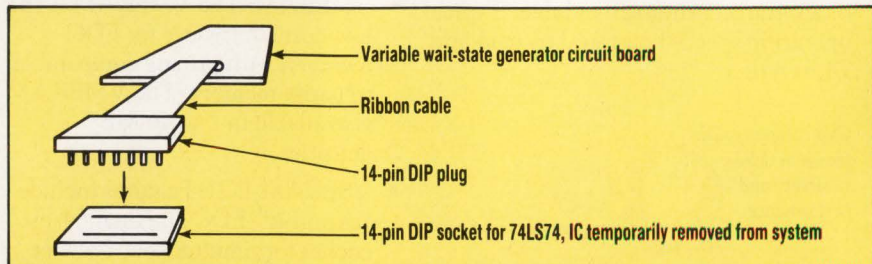 Variable wait-state generator circuit board
Ribbon cable
14-pin DIP plug
14-pin DIP socket for 74LS74, IC temporarily removed from system